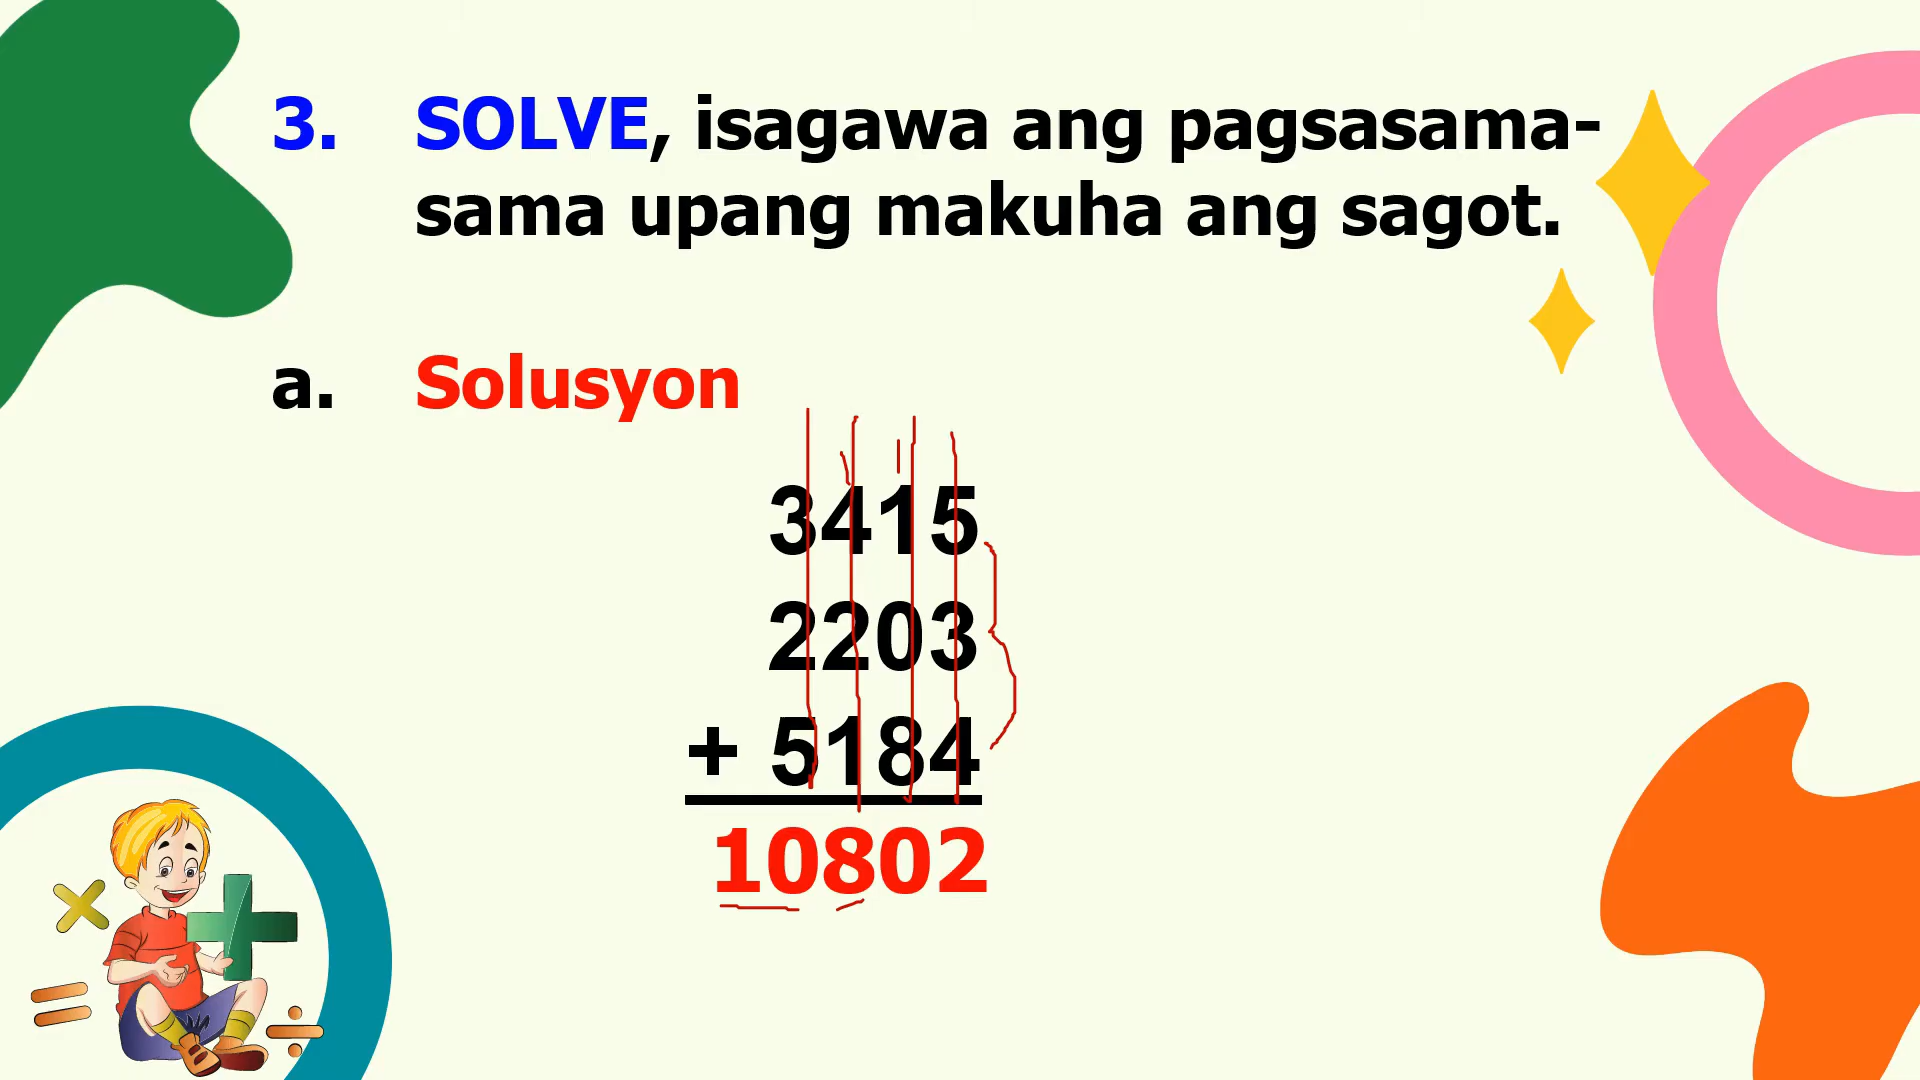 3. SOLVE, isagawa ang pagsasama-
sama upang makuha ang sagot.
a. Solusyon
3415
2203
+ 5184
10802